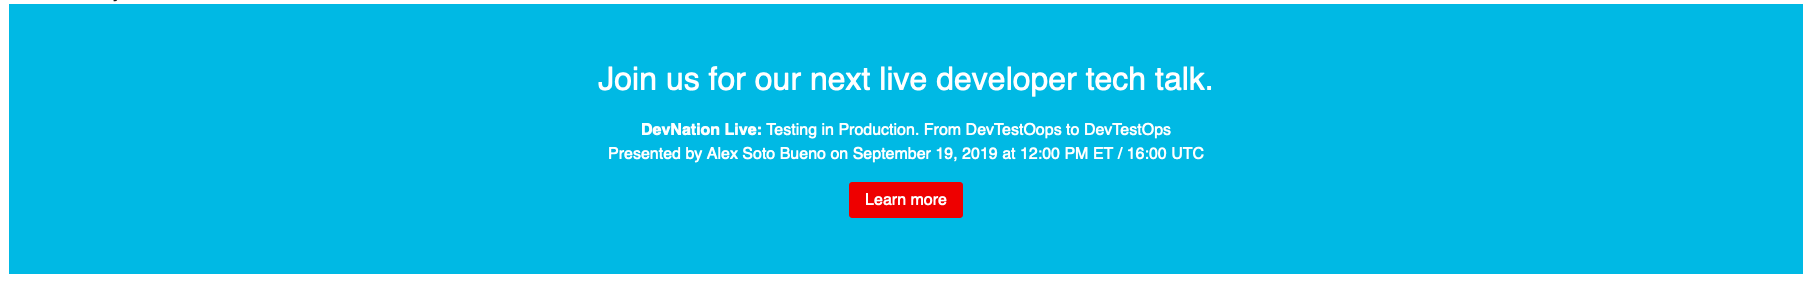 Join us for our next live developer tech talk.
DevNation Live: Testing in Production. From DevTestOops to DevTestOps
Presented by Alex Soto Bueno on September 19, 2019 at 12:00 PM ET / 16:00 UTC
Learn more